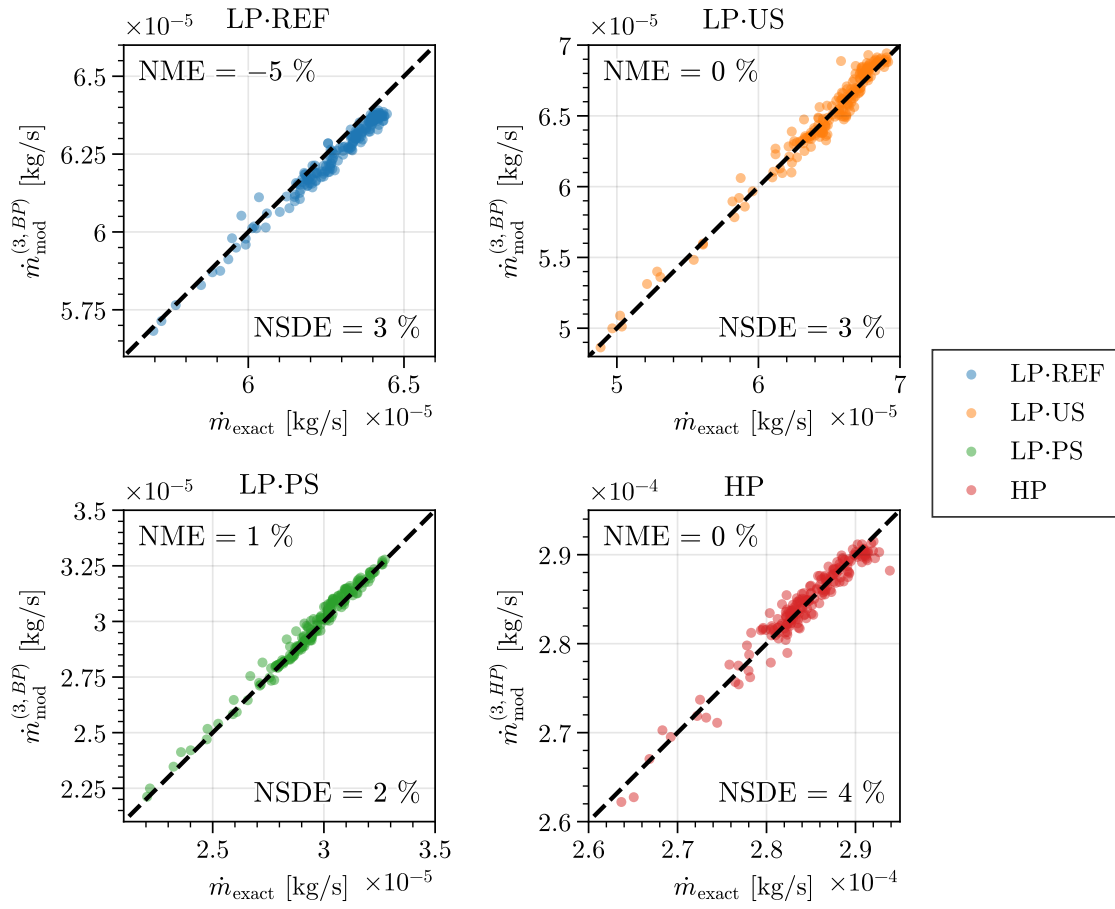 ×10⁻⁵ LP·REF
NME = −5 %
NSDE = 3 %
6.5
6.25
6
5.75
6 6.5
ṁ_mod^(3,BP) [kg/s]
ṁ_exact [kg/s] ×10⁻⁵
×10⁻⁵ LP·US
NME = 0 %
NSDE = 3 %
7
6.5
6
5.5
5
5 6 7
ṁ_mod^(3,BP) [kg/s]
ṁ_exact [kg/s] ×10⁻⁵
LP·REF
LP·US
LP·PS
HP
×10⁻⁵ LP·PS
NME = 1 %
NSDE = 2 %
3.5
3.25
3
2.75
2.5
2.25
2.5 3 3.5
ṁ_mod^(3,BP) [kg/s]
ṁ_exact [kg/s] ×10⁻⁵
×10⁻⁴ HP
NME = 0 %
NSDE = 4 %
2.9
2.8
2.7
2.6
2.6 2.7 2.8 2.9
ṁ_mod^(3,HP) [kg/s]
ṁ_exact [kg/s] ×10⁻⁴